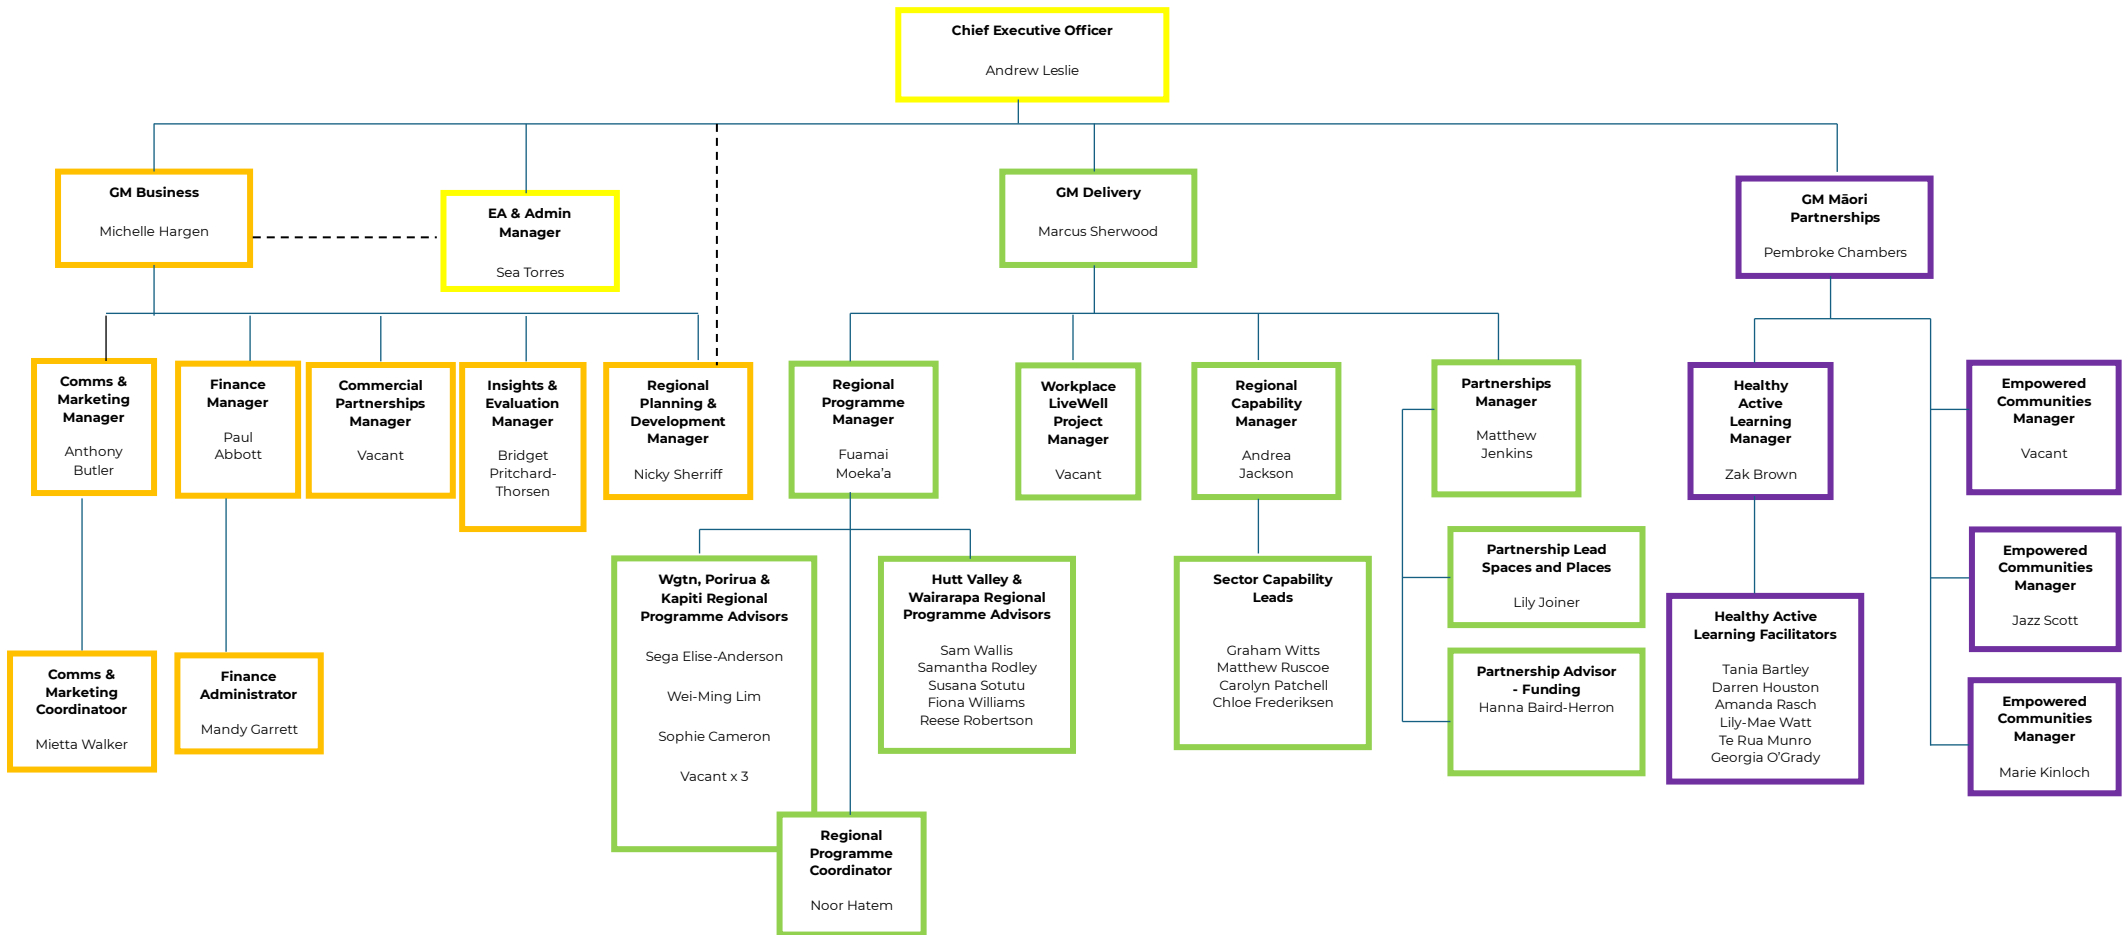 Chief Executive Officer
Andrew Leslie
GM Business
Michelle Hargen
EA & Admin
Manager
Sea Torres
GM Delivery
Marcus Sherwood
GM Māori
Partnerships
Pembroke Chambers
Comms &
Marketing
Manager
Anthony
Butler
Finance
Manager
Paul
Abbott
Commercial
Partnerships
Manager
Vacant
Insights &
Evaluation
Manager
Bridget
Pritchard-
Thorsen
Regional
Planning &
Development
Manager
Nicky Sherriff
Regional
Programme
Manager
Fuamai
Moeka’a
Workplace
LiveWell
Project
Manager
Vacant
Regional
Capability
Manager
Andrea
Jackson
Partnerships
Manager
Matthew
Jenkins
Healthy
Active
Learning
Manager
Zak Brown
Empowered
Communities
Manager
Vacant
Wgtn, Porirua &
Kapiti Regional
Programme Advisors
Sega Elise-Anderson
Wei-Ming Lim
Sophie Cameron
Vacant x 3
Hutt Valley &
Wairarapa Regional
Programme Advisors
Sam Wallis
Samantha Rodley
Susana Sotutu
Fiona Williams
Reese Robertson
Sector Capability
Leads
Graham Witts
Matthew Ruscoe
Carolyn Patchell
Chloe Frederiksen
Partnership Lead
Spaces and Places
Lily Joiner
Partnership Advisor
- Funding
Hanna Baird-Herron
Healthy Active
Learning Facilitators
Tania Bartley
Darren Houston
Amanda Rasch
Lily-Mae Watt
Te Rua Munro
Georgia O’Grady
Empowered
Communities
Manager
Jazz Scott
Empowered
Communities
Manager
Marie Kinloch
Comms &
Marketing
Coordinatoor
Mietta Walker
Finance
Administrator
Mandy Garrett
Regional
Programme
Coordinator
Noor Hatem